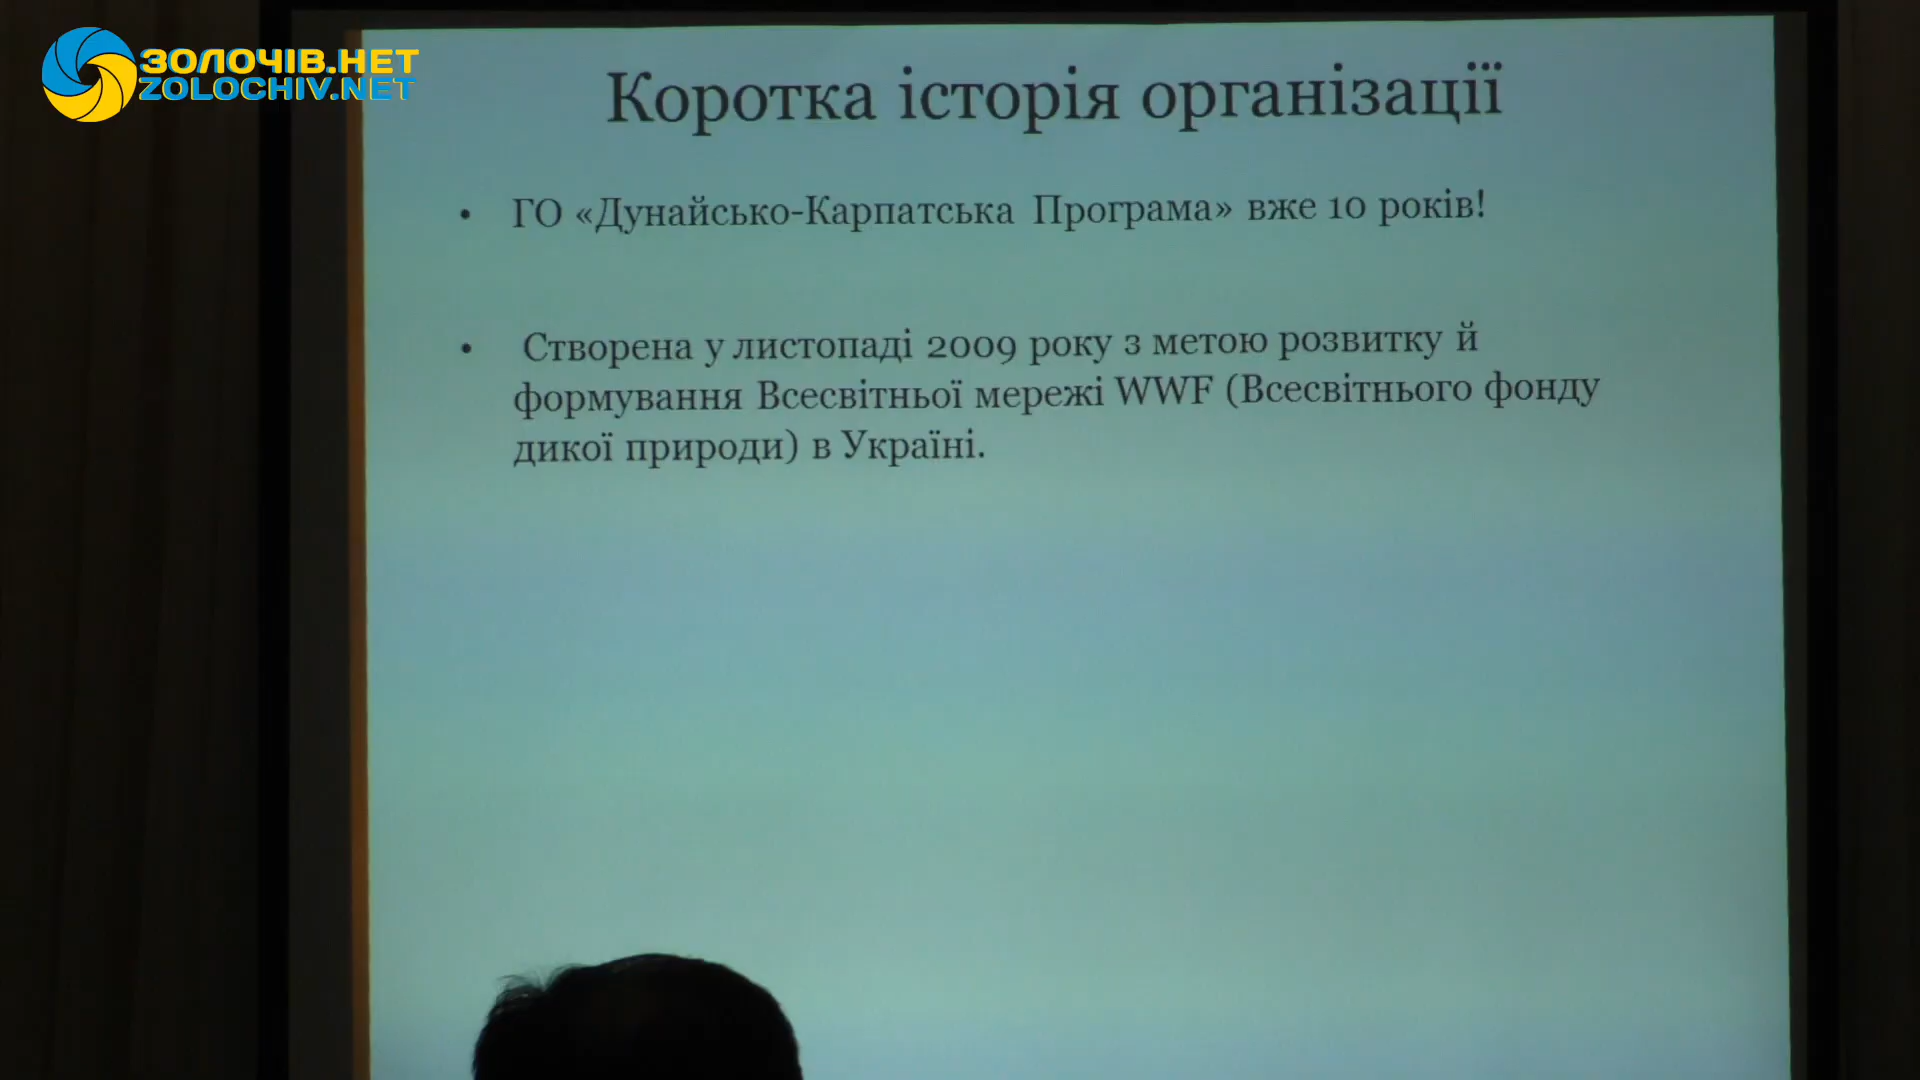 ЗОЛОЧІВ.НЕТ
ZOLOCHIV.NET
Коротка історія організації
• ГО «Дунайсько-Карпатська Програма» вже 10 років!
• Створена у листопаді 2009 року з метою розвитку й
формування Всесвітньої мережі WWF (Всесвітнього фонду
дикої природи) в Україні.